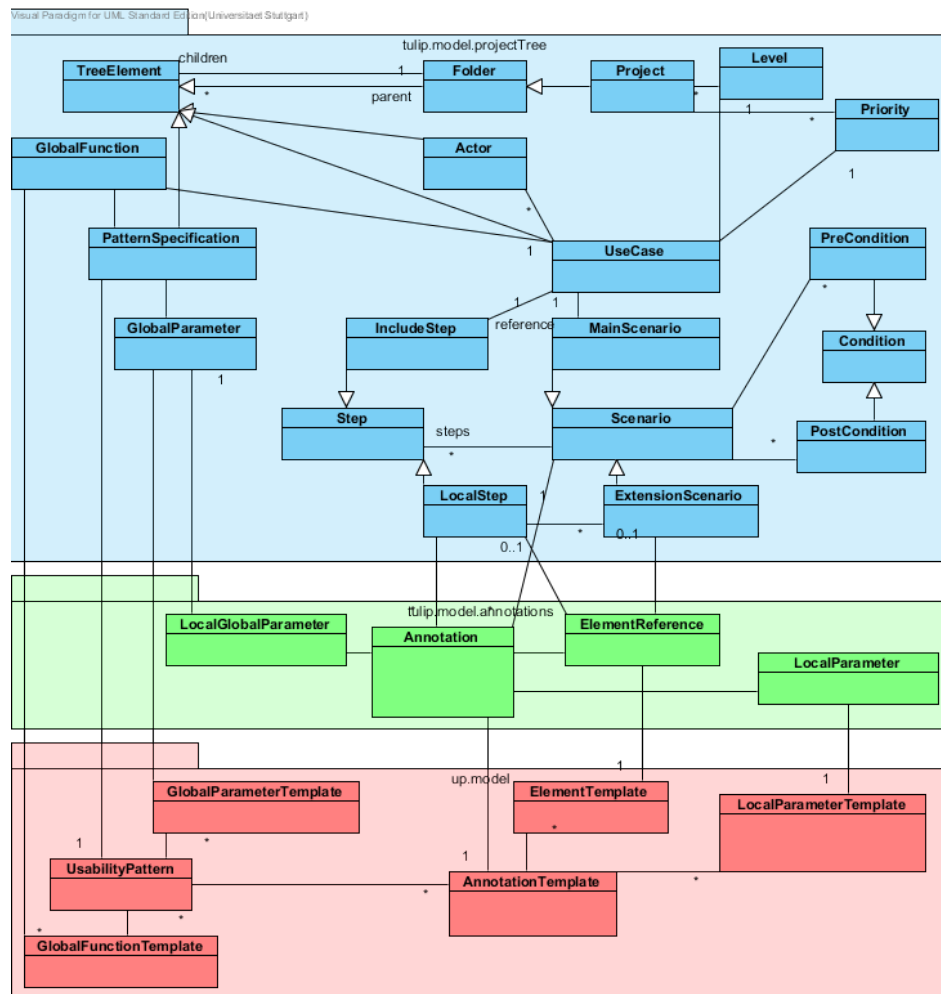 Visual Paradigm for UML Standard Edition(Universitaet Stuttgart)
tulip.model.projectTree
children
TreeElement
1
Folder
Project
Level
*
parent
*
1
*
Priority
GlobalFunction
Actor
1
*
PatternSpecification
1
UseCase
PreCondition
1
1
*
GlobalParameter
IncludeStep
reference
MainScenario
Condition
1
Step
Scenario
steps
*
*
PostCondition
LocalStep
1
ExtensionScenario
*
0..1
0..1
tulip.model.annotations
*
*
LocalGlobalParameter
Annotation
ElementReference
LocalParameter
up.model
1
1
GlobalParameterTemplate
ElementTemplate
LocalParameterTemplate
*
1
*
1
UsabilityPattern
AnnotationTemplate
*
*
*
*
GlobalFunctionTemplate